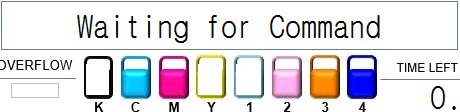 Waiting for Command
OVERFLOW
TIME LEFT
0.
K C M Y 1 2 3 4